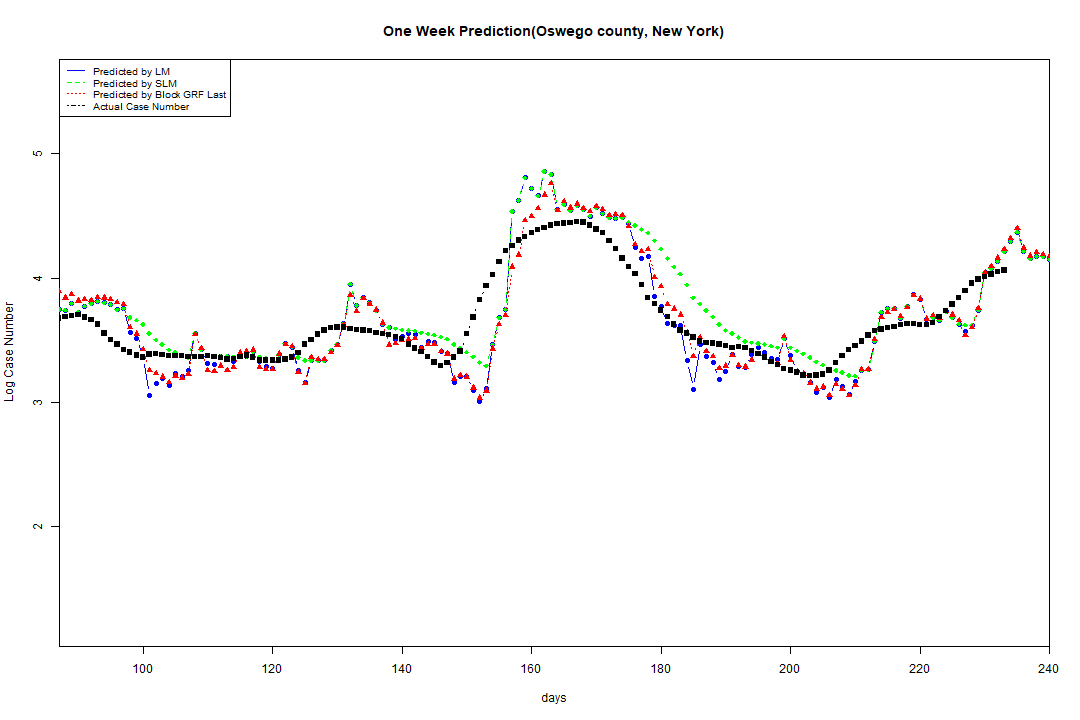 One Week Prediction(Oswego county, New York)
Predicted by LM
Predicted by SLM
Predicted by Block GRF Last
Actual Case Number
5
4
3
2
Log Case Number
100 120 140 160 180 200 220 240
days